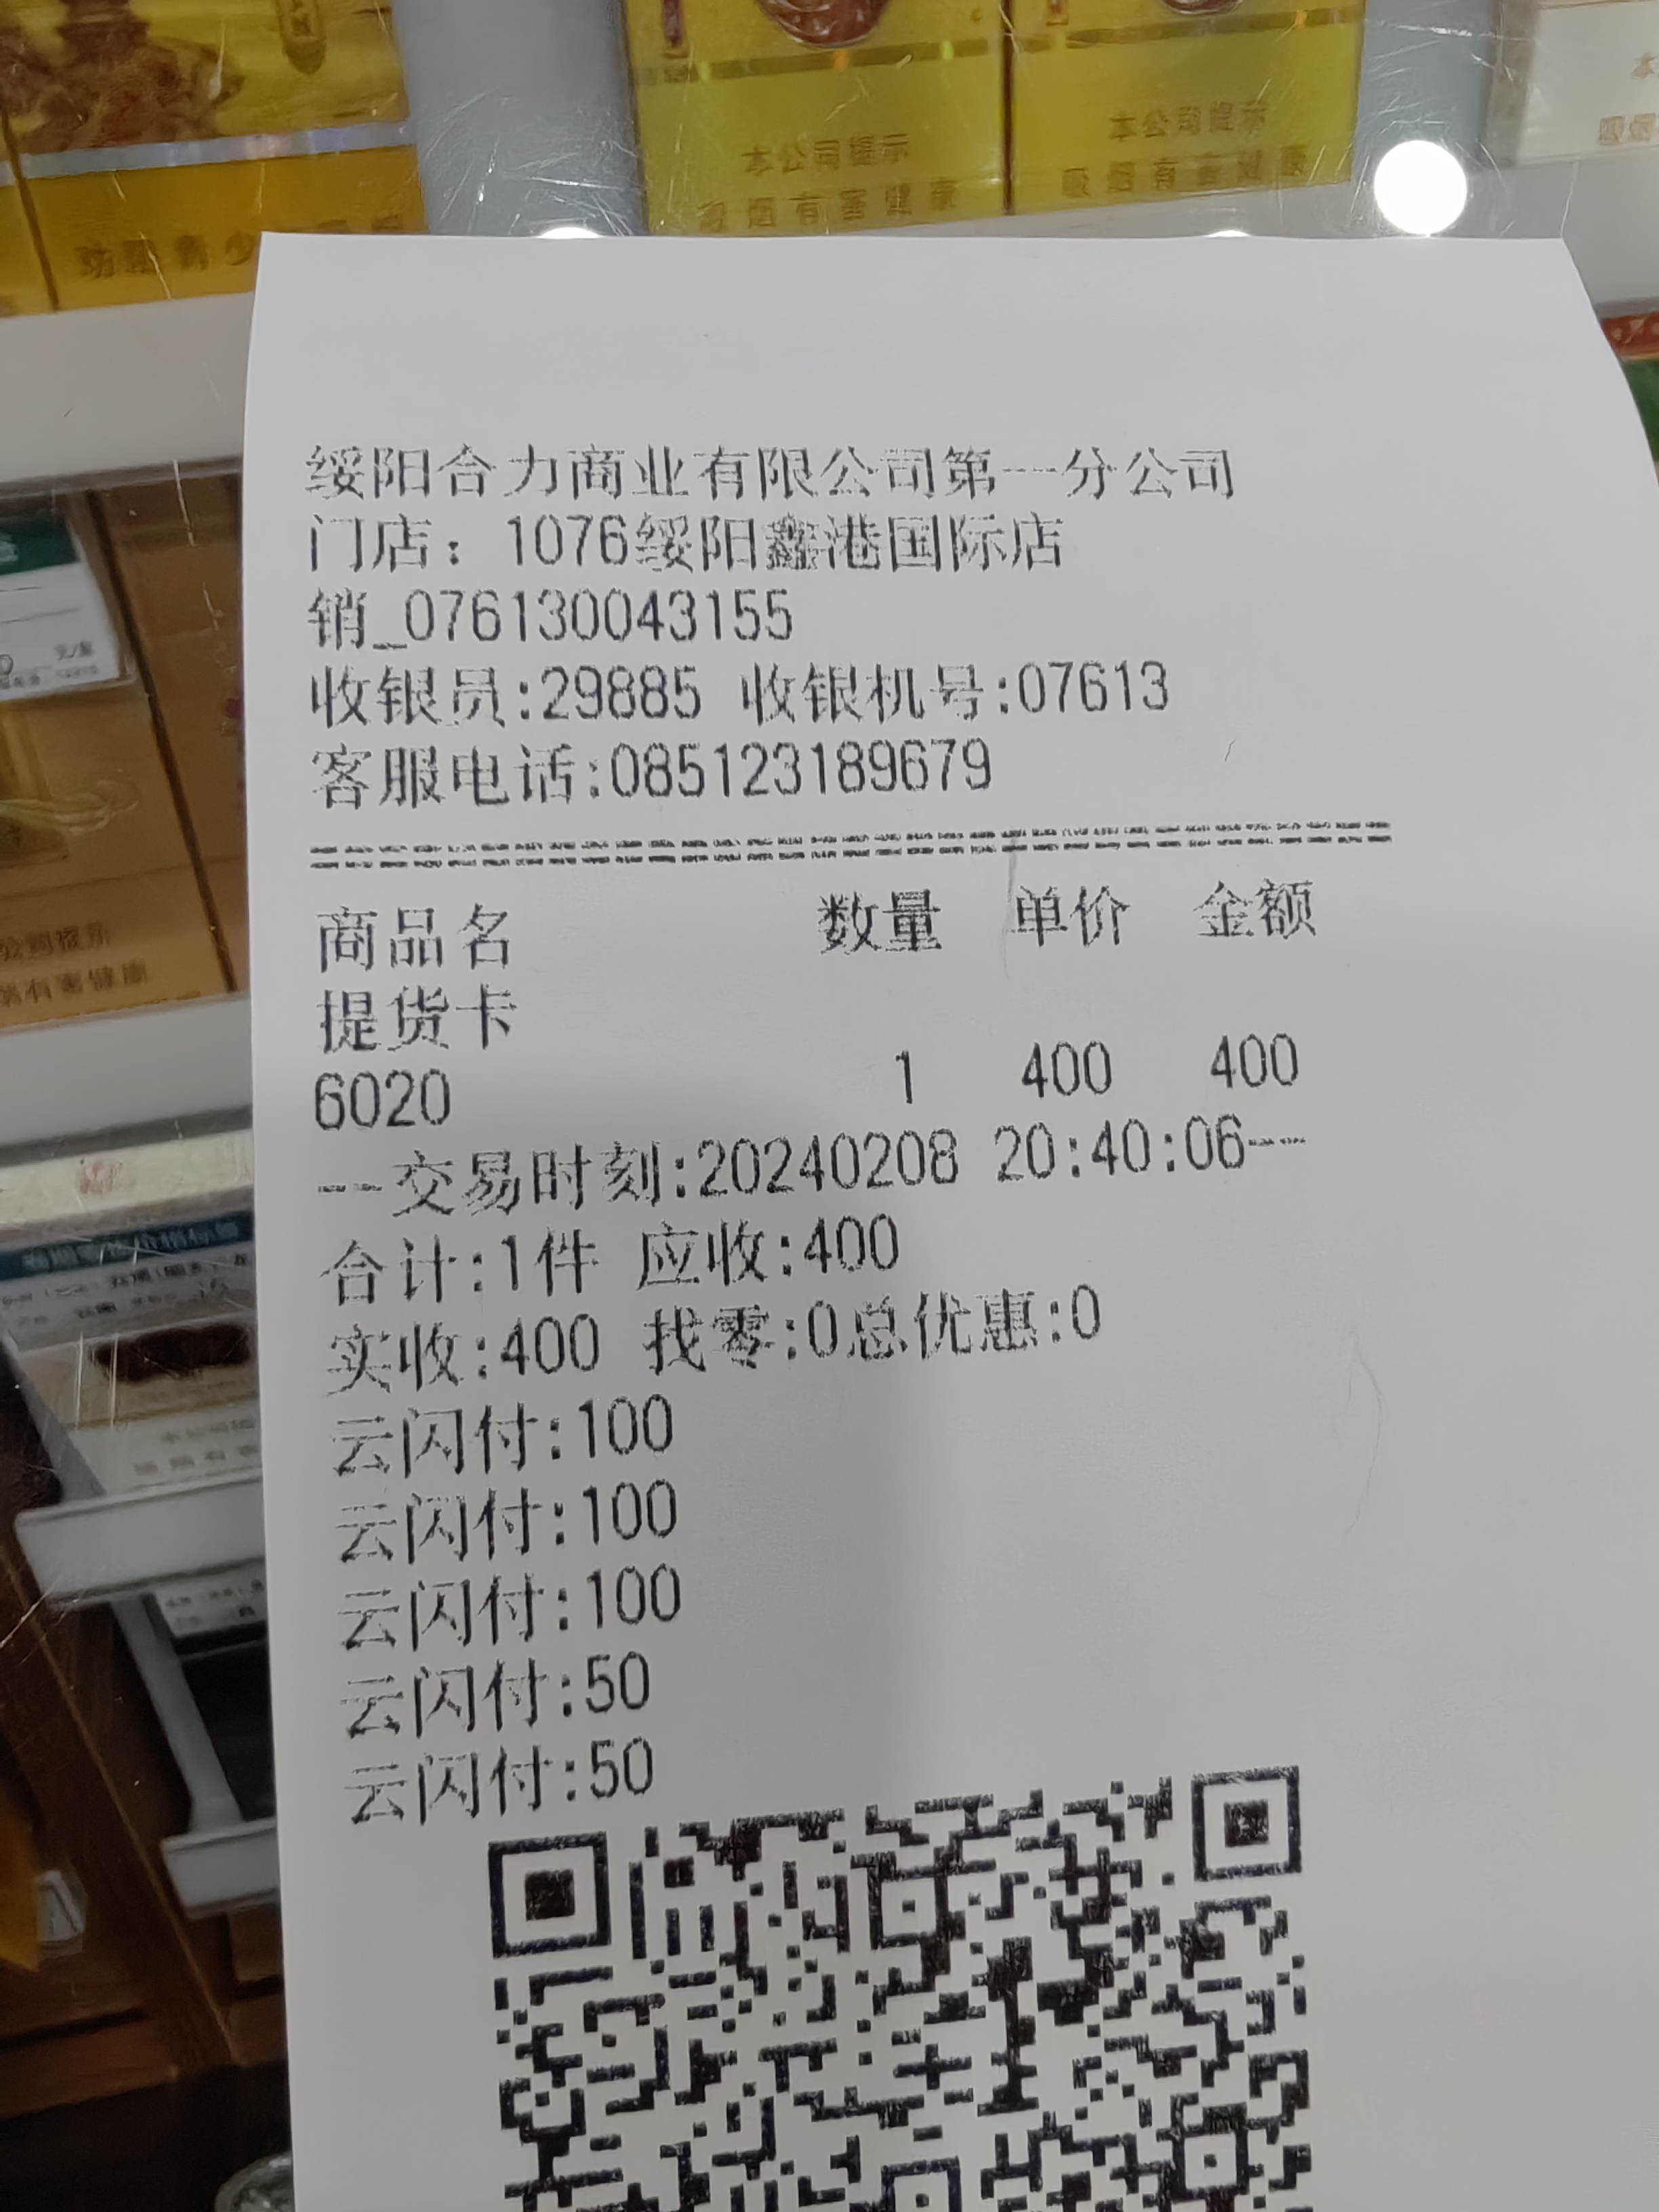 本公司提示
吸烟有害健康
本公司提示
吸烟有害健康
绥阳合力商业有限公司第一分公司
门店：1076绥阳鑫港国际店
销_076130043155
收银员:29885 收银机号:07613
客服电话:085123189679
商品名 数量 单价 金额
提货卡
6020 1 400 400
--交易时刻:20240208 20:40:06--
合计:1件 应收:400
实收:400 找零:0总优惠:0
云闪付:100
云闪付:100
云闪付:100
云闪付:50
云闪付:50